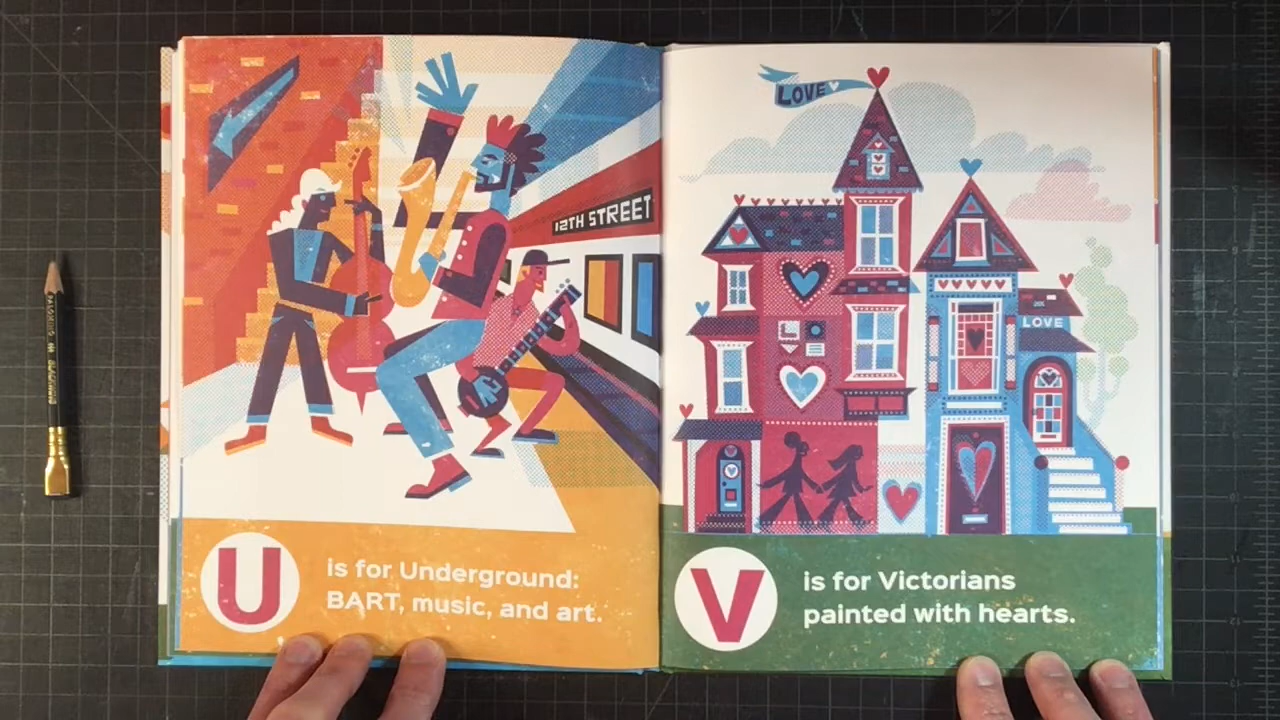 12TH STREET
U
is for Underground:
BART, music, and art.
LOVE
LOVE
V
is for Victorians
painted with hearts.